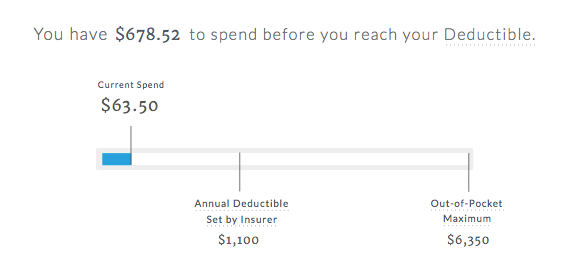 You have $678.52 to spend before you reach your Deductible.
Current Spend
$63.50
Annual Deductible
Set by Insurer
$1,100
Out-of-Pocket
Maximum
$6,350